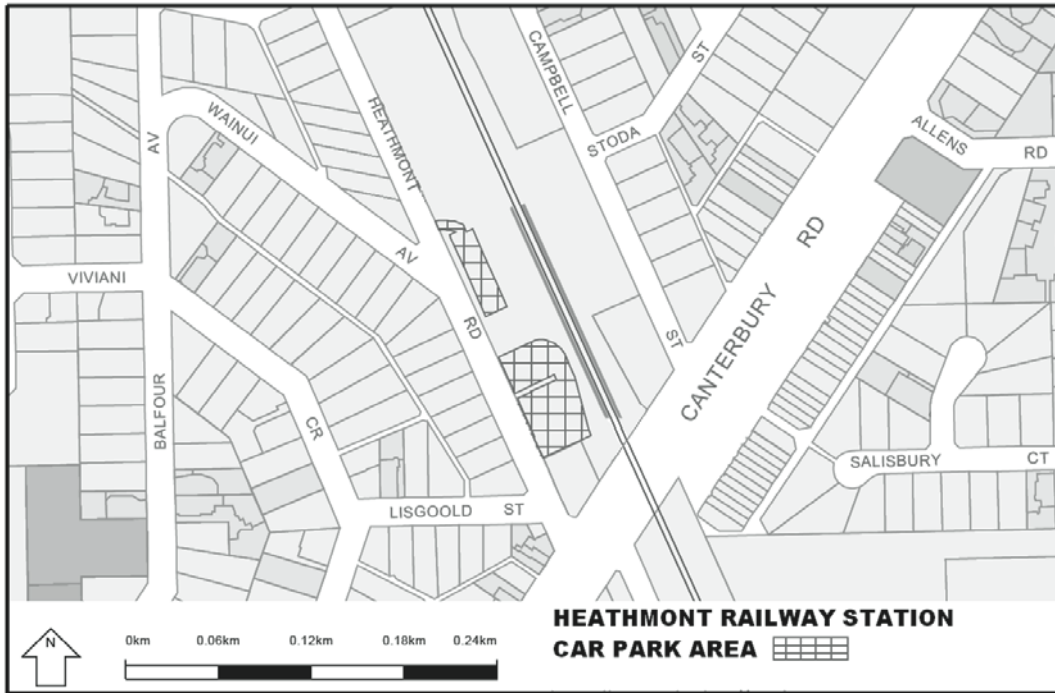 CAMPBELL
ST
WAINUI
HEATHMONT
STODA
ALLENS
RD
AV
RD
AV
VIVIANI
RD
ST
CANTERBURY
BALFOUR
CR
SALISBURY
CT
LISGOOLD
ST
HEATHMONT RAILWAY STATION
CAR PARK AREA
N
0km
0.06km
0.12km
0.18km
0.24km